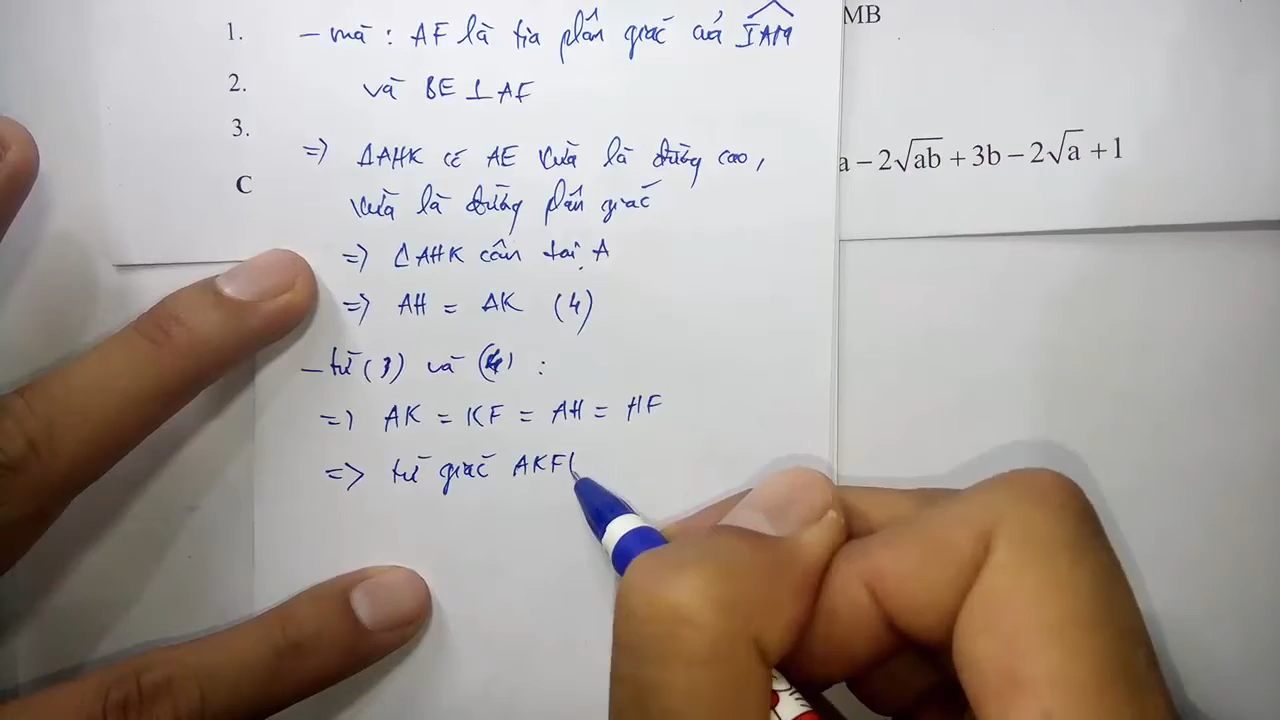 1.
2.
3.
C
- mà : AF là tia phân giác của IAM
và BE ⊥ AF
=> ΔAHK có AE vừa là đường cao,
vừa là đường phân giác
=> ΔAHK cân tại A
=> AH = AK (4)
- từ (3) và (4) :
=> AK = KF = AH = HF
=> tứ giác AKF
MB
a − 2√ab + 3b − 2√a + 1